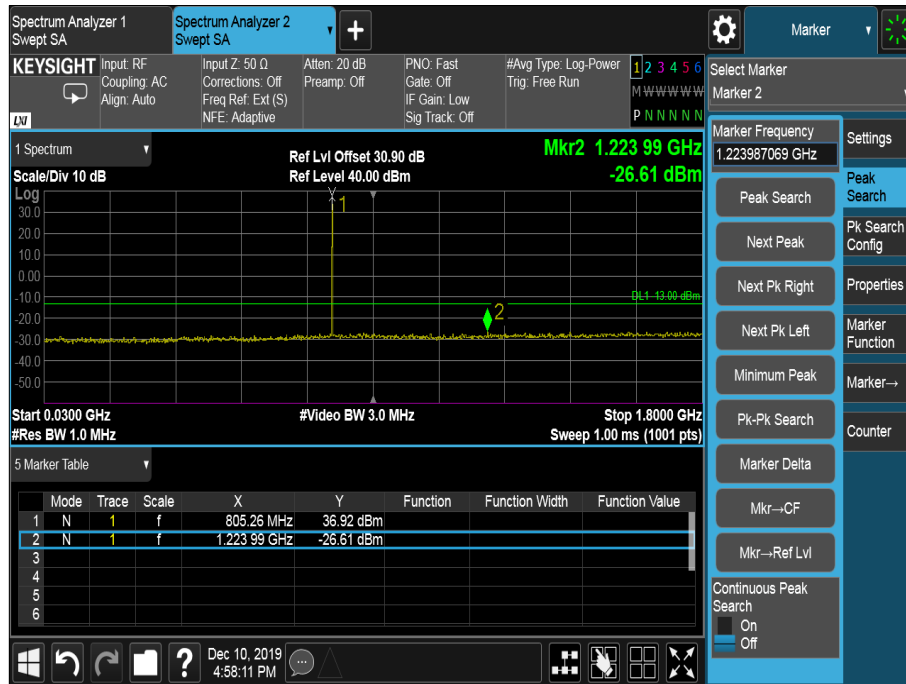 Spectrum Analyzer 1
Swept SA
Spectrum Analyzer 2
Swept SA
Marker
KEYSIGHT
LXI
Input: RF
Coupling: AC
Align: Auto
Input Z: 50 Ω
Corrections: Off
Freq Ref: Ext (S)
NFE: Adaptive
Atten: 20 dB
Preamp: Off
PNO: Fast
Gate: Off
IF Gain: Low
Sig Track: Off
#Avg Type: Log-Power
Trig: Free Run
1 2 3 4 5 6
M W W W W W
P N N N N N
Select Marker
Marker 2
1 Spectrum
Scale/Div 10 dB
Ref Lvl Offset 30.90 dB
Ref Level 40.00 dBm
Mkr2 1.223 99 GHz
-26.61 dBm
Log
30.0
20.0
10.0
0.00
-10.0
-20.0
-30.0
-40.0
-50.0
1
2
DL1 -13.00 dBm
Start 0.0300 GHz
#Res BW 1.0 MHz
#Video BW 3.0 MHz
Stop 1.8000 GHz
Sweep 1.00 ms (1001 pts)
5 Marker Table
Mode Trace Scale X Y Function Function Width Function Value
1 N 1 f 805.26 MHz 36.92 dBm
2 N 1 f 1.223 99 GHz -26.61 dBm
3
4
5
6
Marker Frequency
1.223987069 GHz
Peak Search
Next Peak
Next Pk Right
Next Pk Left
Minimum Peak
Pk-Pk Search
Marker Delta
Mkr→CF
Mkr→Ref Lvl
Continuous Peak
Search
On
Off
Settings
Peak
Search
Pk Search
Config
Properties
Marker
Function
Marker→
Counter
?
Dec 10, 2019
4:58:11 PM